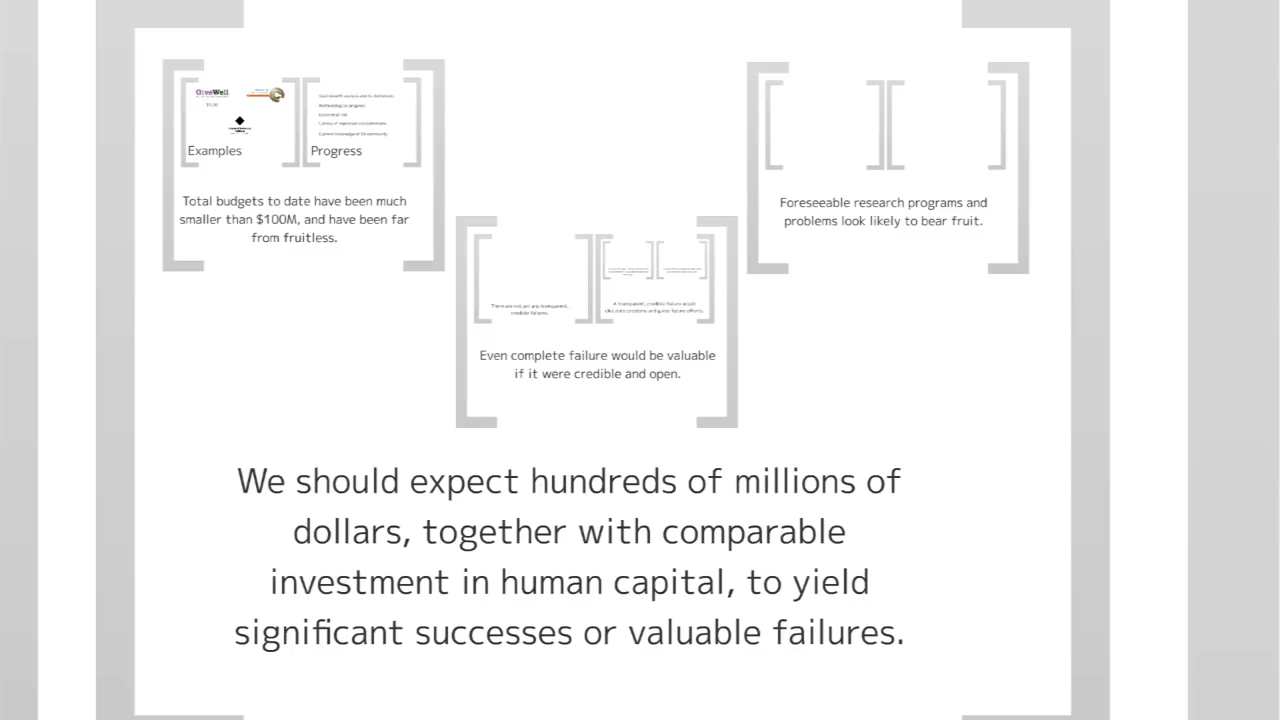 GiveWell
Examples
Progress
Total budgets to date have been much
smaller than $100M, and have been far
from fruitless.
There are not yet any transparent,
credible failures.
A transparent, credible failure would
elucidate problems and guide future efforts.
Even complete failure would be valuable
if it were credible and open.
Foreseeable research programs and
problems look likely to bear fruit.
We should expect hundreds of millions of
dollars, together with comparable
investment in human capital, to yield
significant successes or valuable failures.